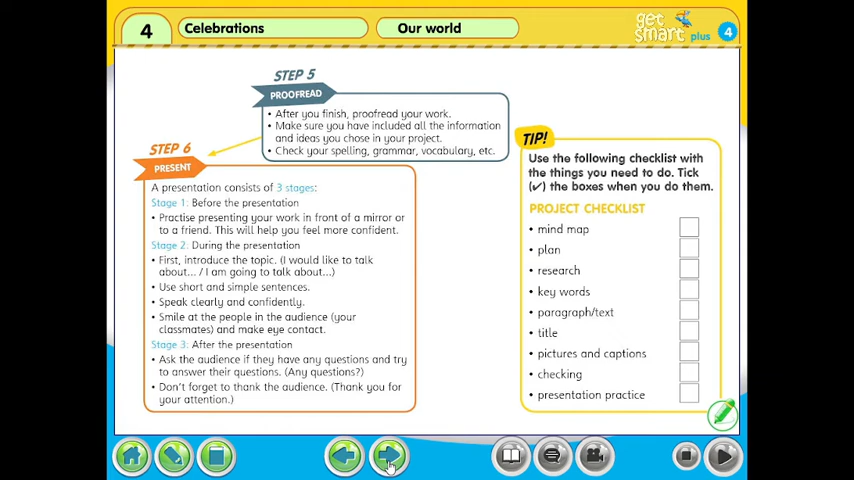 4
Celebrations
Our world
get
smart
plus
4
STEP 5
PROOFREAD
• After you finish, proofread your work.
• Make sure you have included all the information
and ideas you chose in your project.
• Check your spelling, grammar, vocabulary, etc.
STEP 6
PRESENT
A presentation consists of 3 stages:
Stage 1: Before the presentation
• Practise presenting your work in front of a mirror or
to a friend. This will help you feel more confident.
Stage 2: During the presentation
• First, introduce the topic. (I would like to talk
about... / I am going to talk about...)
• Use short and simple sentences.
• Speak clearly and confidently.
• Smile at the people in the audience (your
classmates) and make eye contact.
Stage 3: After the presentation
• Ask the audience if they have any questions and try
to answer their questions. (Any questions?)
• Don't forget to thank the audience. (Thank you for
your attention.)
TIP!
Use the following checklist with
the things you need to do. Tick
(✓) the boxes when you do them.
PROJECT CHECKLIST
• mind map
• plan
• research
• key words
• paragraph/text
• title
• pictures and captions
• checking
• presentation practice